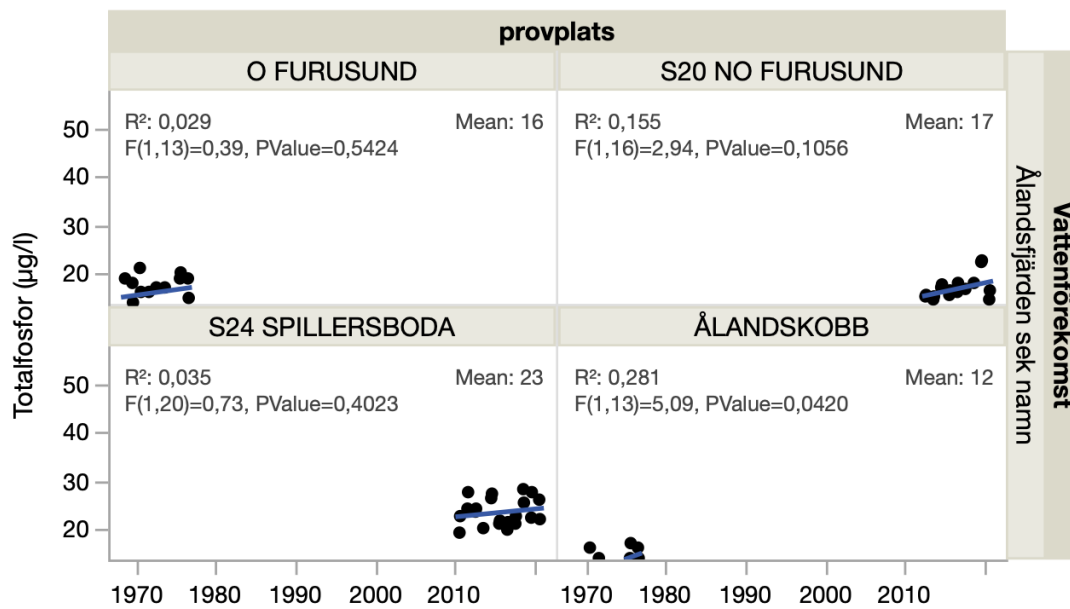 provplats
O FURUSUND
S20 NO FURUSUND
R²: 0,029
Mean: 16
F(1,13)=0,39, PValue=0,5424
R²: 0,155
Mean: 17
F(1,16)=2,94, PValue=0,1056
50
40
30
20
S24 SPILLERSBODA
ÅLANDSKOBB
R²: 0,035
Mean: 23
F(1,20)=0,73, PValue=0,4023
R²: 0,281
Mean: 12
F(1,13)=5,09, PValue=0,0420
50
40
30
20
1970 1980 1990 2000 2010
1970 1980 1990 2000 2010
Totalfosfor (µg/l)
Ålandsfjärden sek namn
Vattenförekomst